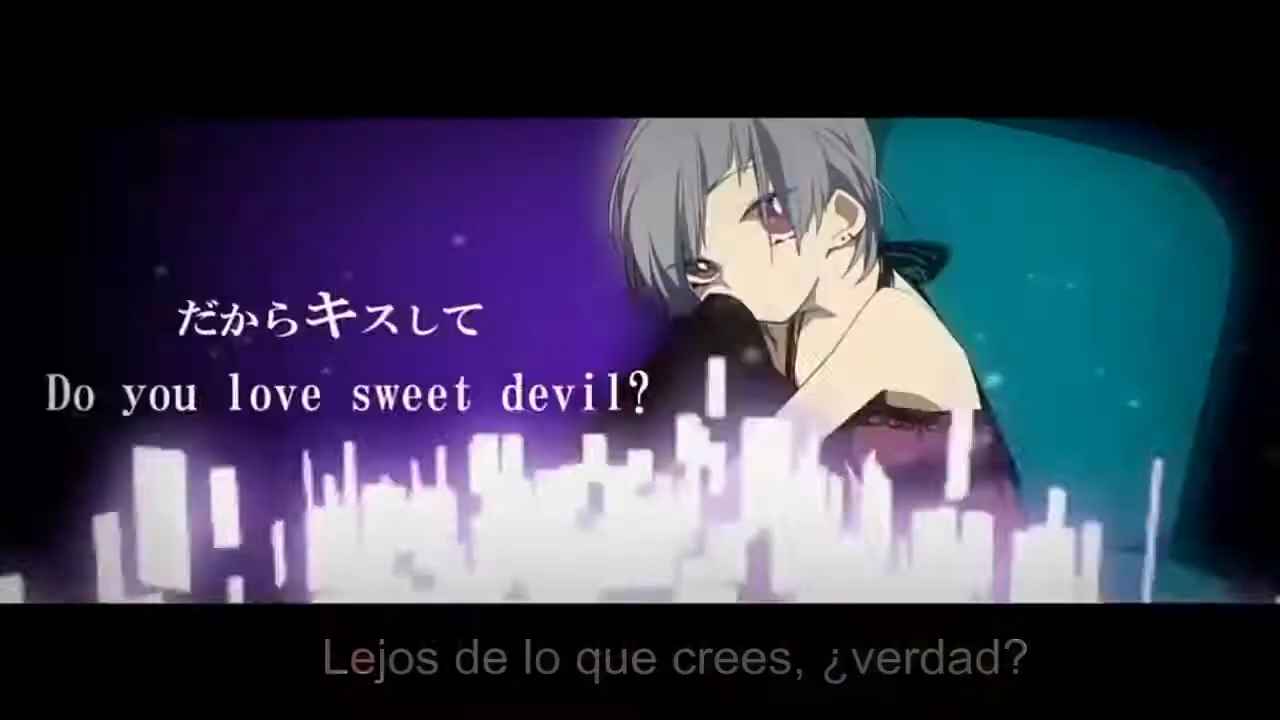 だからキスして
Do you love sweet devil?
Lejos de lo que crees, ¿verdad?